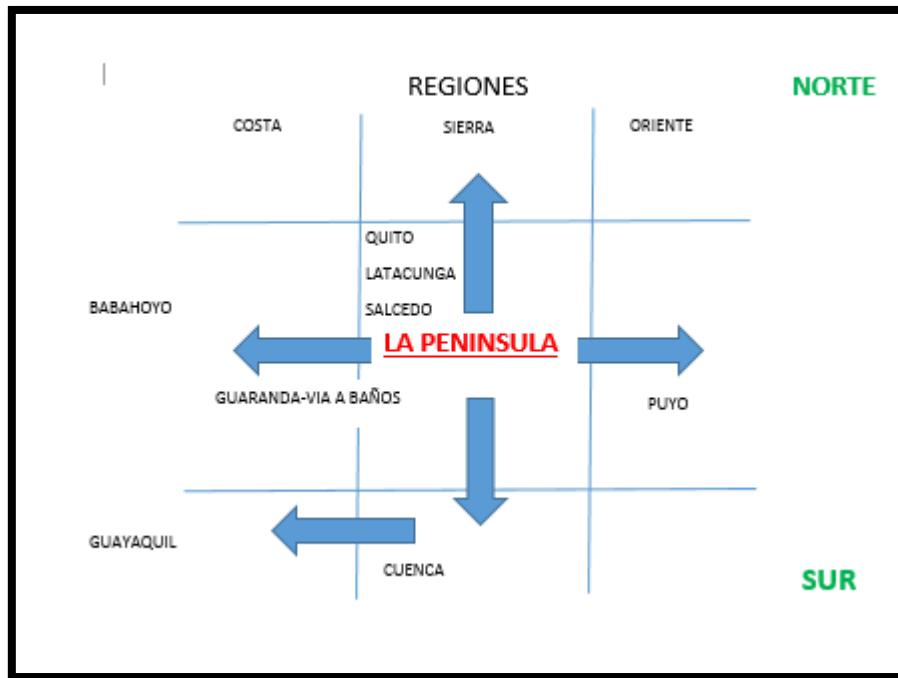 REGIONES
NORTE
COSTA
SIERRA
ORIENTE
QUITO
LATACUNGA
SALCEDO
BABAHOYO
LA PENINSULA
GUARANDA-VIA A BAÑOS
PUYO
GUAYAQUIL
CUENCA
SUR